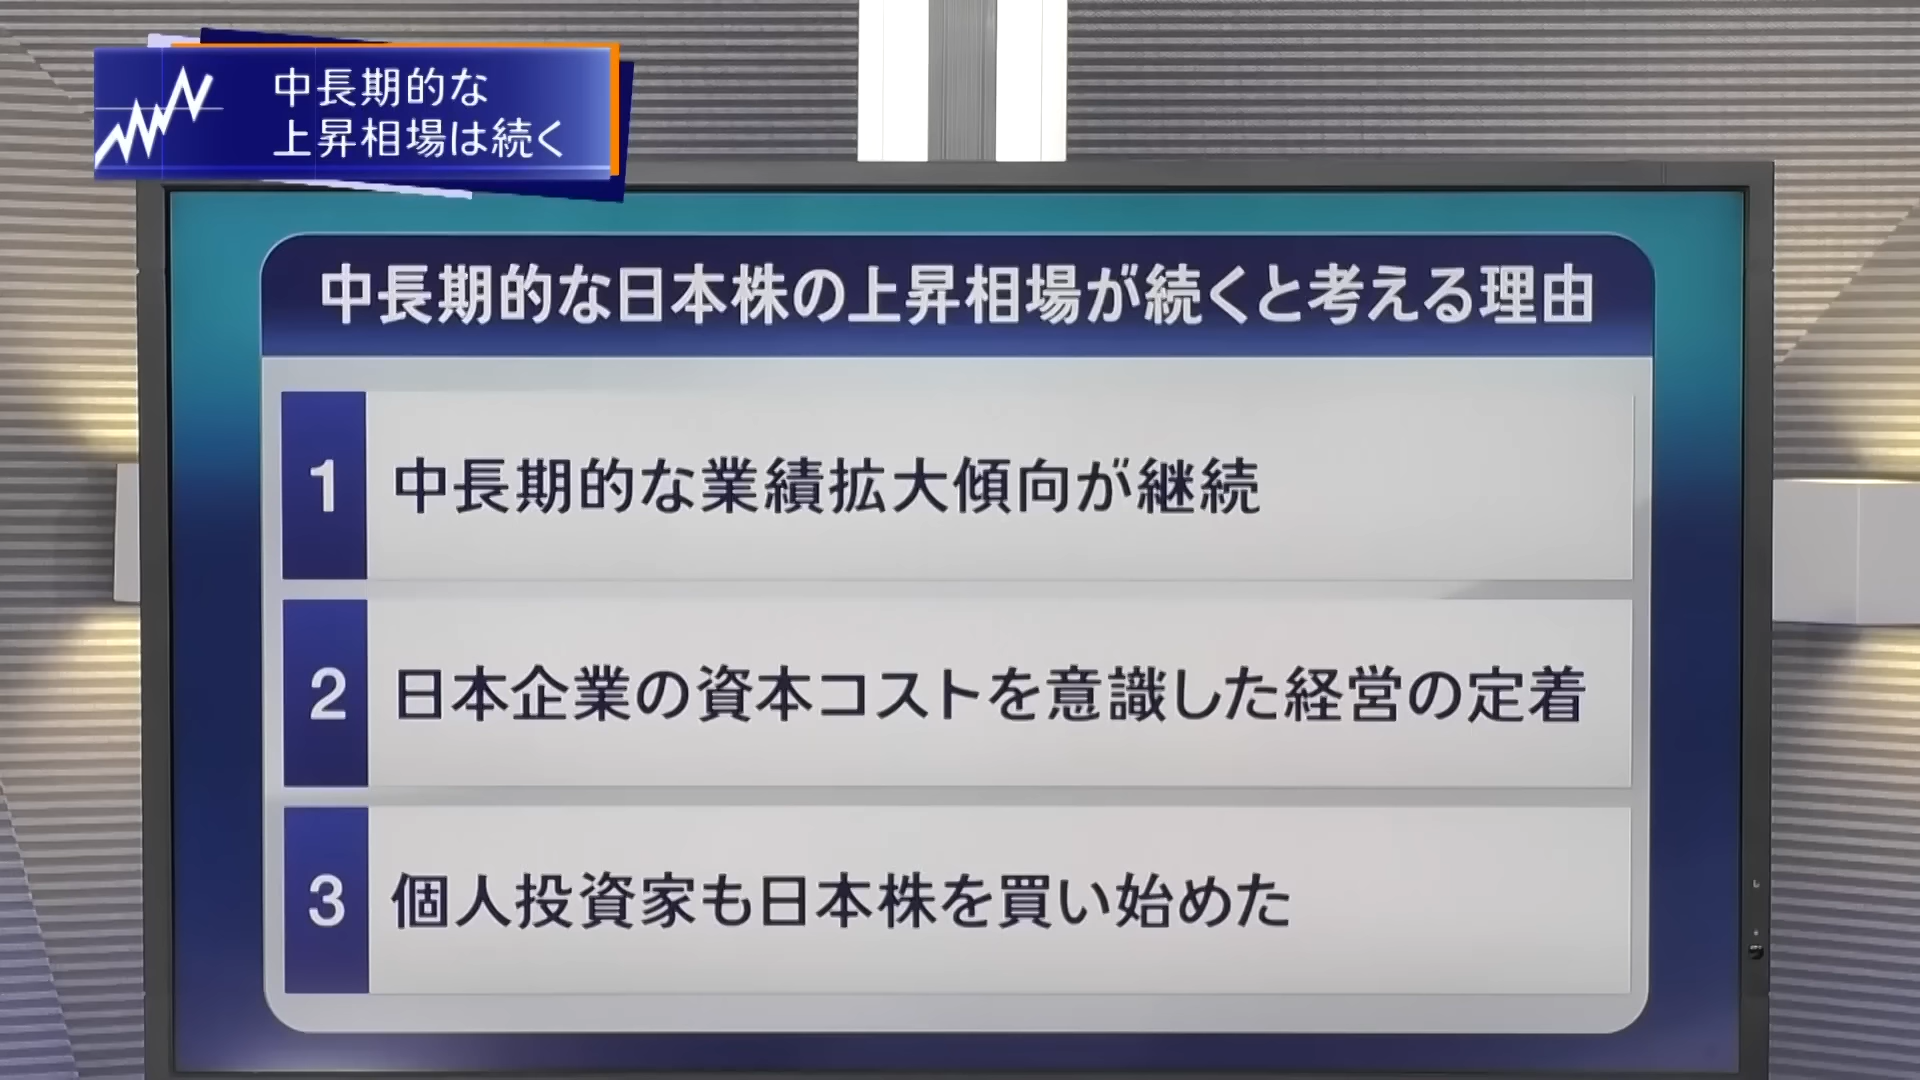 中長期的な
上昇相場は続く
中長期的な日本株の上昇相場が続くと考える理由
1 中長期的な業績拡大傾向が継続
2 日本企業の資本コストを意識した経営の定着
3 個人投資家も日本株を買い始めた